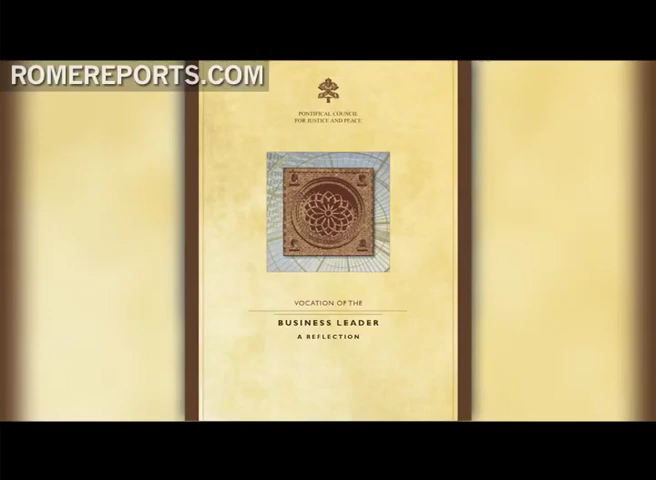 ROMEREPORTS.COM
PONTIFICAL COUNCIL
FOR JUSTICE AND PEACE
VOCATION OF THE
BUSINESS LEADER
A REFLECTION